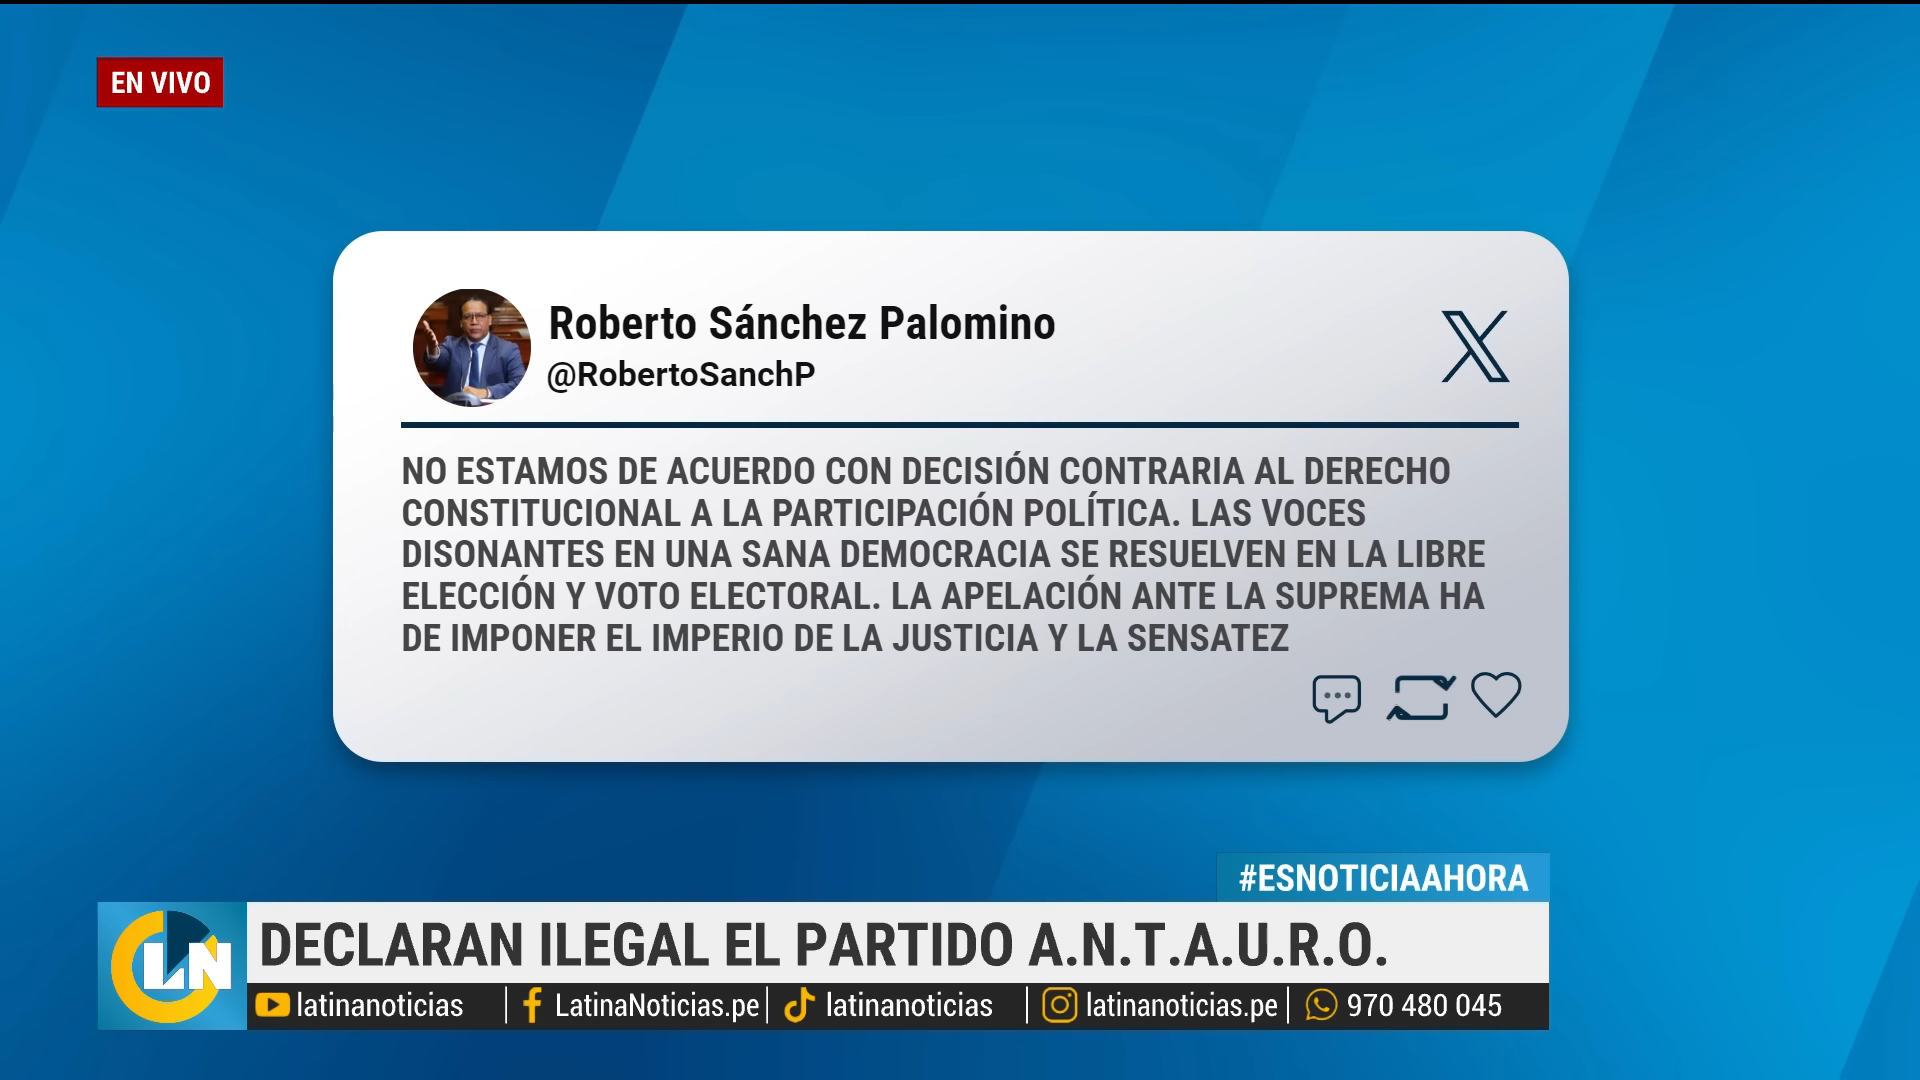 EN VIVO
Roberto Sánchez Palomino
@RobertoSanchP
NO ESTAMOS DE ACUERDO CON DECISIÓN CONTRARIA AL DERECHO
CONSTITUCIONAL A LA PARTICIPACIÓN POLÍTICA. LAS VOCES
DISONANTES EN UNA SANA DEMOCRACIA SE RESUELVEN EN LA LIBRE
ELECCIÓN Y VOTO ELECTORAL. LA APELACIÓN ANTE LA SUPREMA HA
DE IMPONER EL IMPERIO DE LA JUSTICIA Y LA SENSATEZ
#ESNOTICIAAHORA
LN
DECLARAN ILEGAL EL PARTIDO A.N.T.A.U.R.O.
latinanoticias | LatinaNoticias.pe | latinanoticias | latinanoticias.pe | 970 480 045